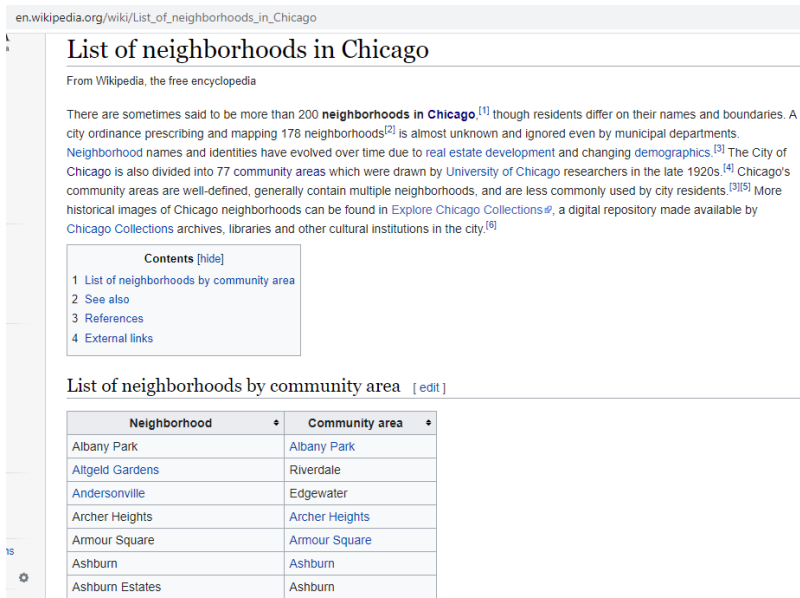 en.wikipedia.org/wiki/List_of_neighborhoods_in_Chicago
List of neighborhoods in Chicago
From Wikipedia, the free encyclopedia
There are sometimes said to be more than 200 neighborhoods in Chicago,[1] though residents differ on their names and boundaries. A
city ordinance prescribing and mapping 178 neighborhoods[2] is almost unknown and ignored even by municipal departments.
Neighborhood names and identities have evolved over time due to real estate development and changing demographics.[3] The City of
Chicago is also divided into 77 community areas which were drawn by University of Chicago researchers in the late 1920s.[4] Chicago's
community areas are well-defined, generally contain multiple neighborhoods, and are less commonly used by city residents.[3][5] More
historical images of Chicago neighborhoods can be found in Explore Chicago Collections, a digital repository made available by
Chicago Collections archives, libraries and other cultural institutions in the city.[6]
Contents [hide]
1 List of neighborhoods by community area
2 See also
3 References
4 External links
List of neighborhoods by community area [ edit ]
Neighborhood Community area
Albany Park Albany Park
Altgeld Gardens Riverdale
Andersonville Edgewater
Archer Heights Archer Heights
Armour Square Armour Square
Ashburn Ashburn
Ashburn Estates Ashburn